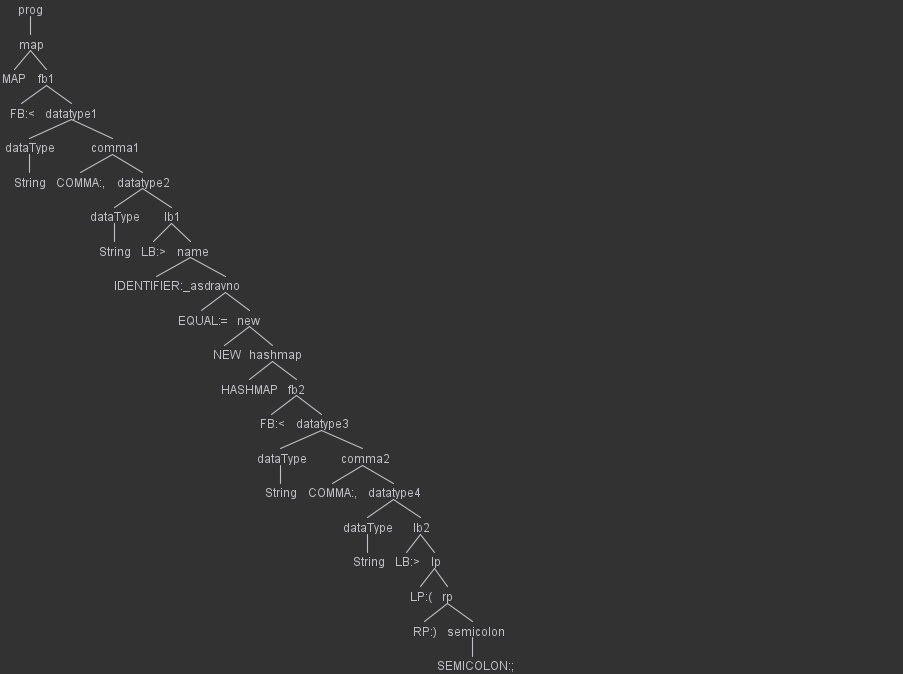 prog
map
MAP fb1
FB:< datatype1
dataType comma1
String COMMA:, datatype2
dataType lb1
String LB:> name
IDENTIFIER:_asdravno
EQUAL:= new
NEW hashmap
HASHMAP fb2
FB:< datatype3
dataType comma2
String COMMA:, datatype4
dataType lb2
String LB:> lp
LP:( rp
RP:) semicolon
SEMICOLON:;